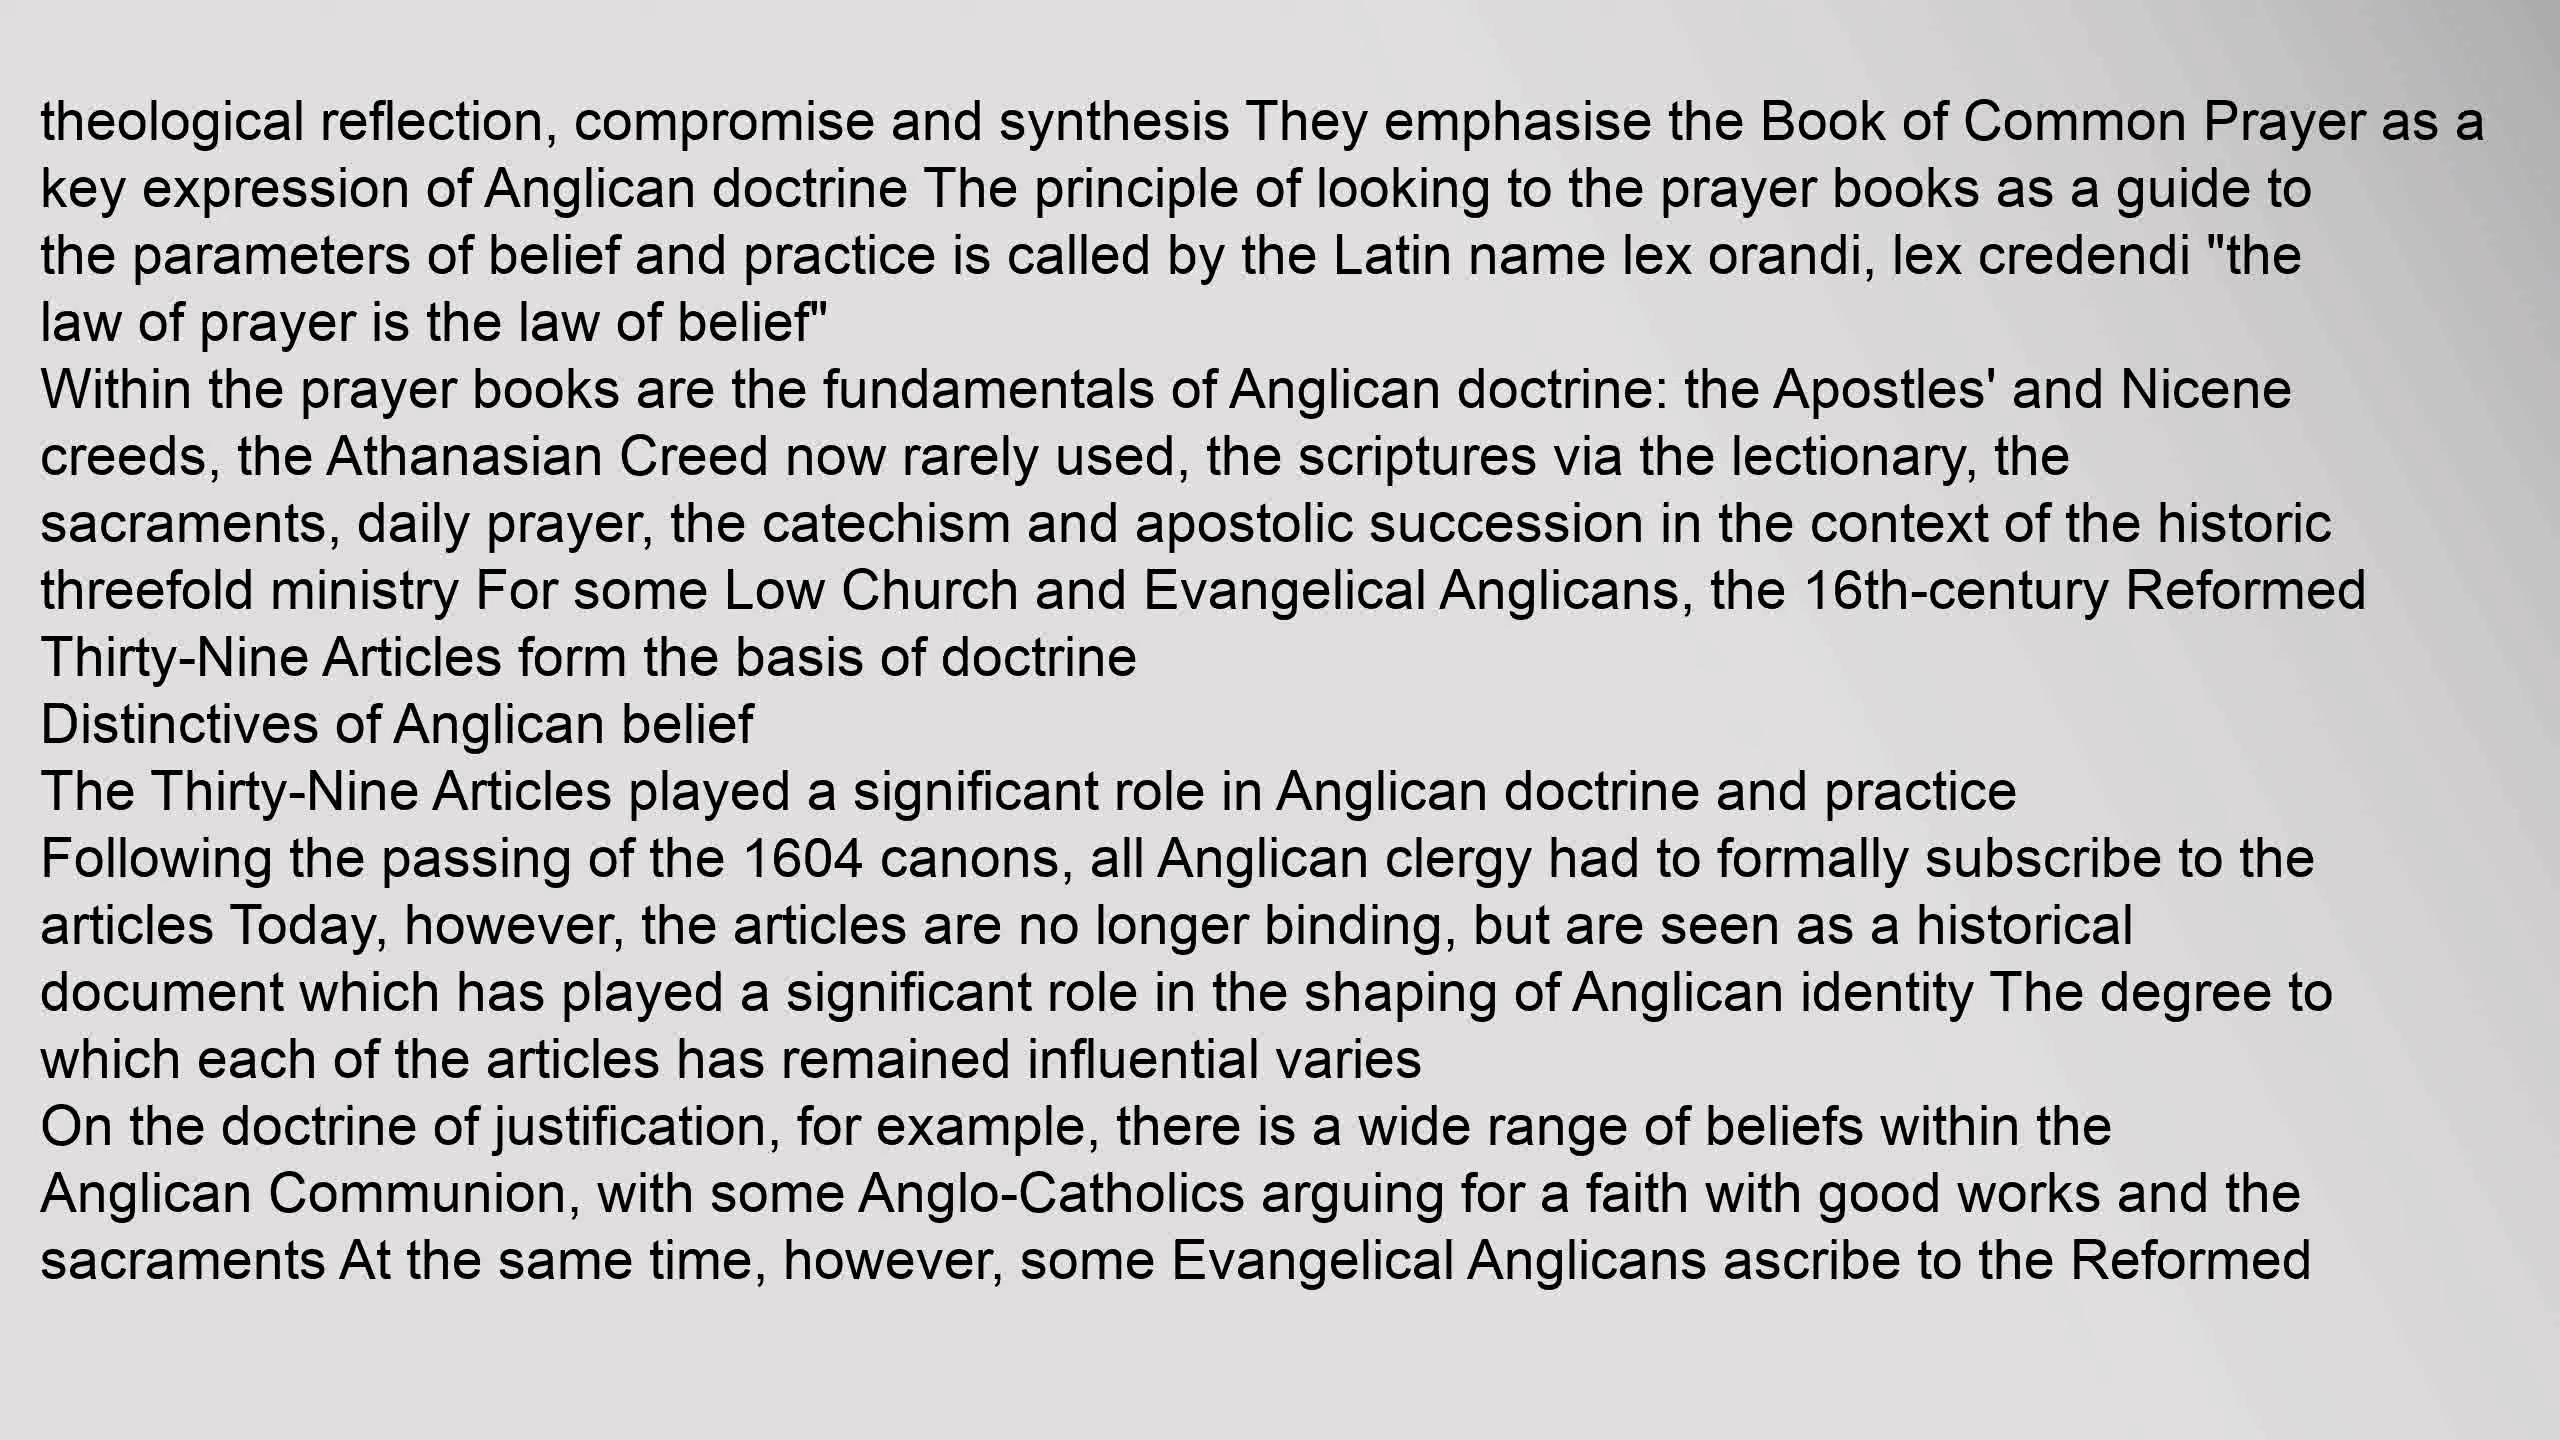 theological reflection, compromise and synthesis They emphasise the Book of Common Prayer as a
key expression of Anglican doctrine The principle of looking to the prayer books as a guide to
the parameters of belief and practice is called by the Latin name lex orandi, lex credendi "the
law of prayer is the law of belief"
Within the prayer books are the fundamentals of Anglican doctrine: the Apostles' and Nicene
creeds, the Athanasian Creed now rarely used, the scriptures via the lectionary, the
sacraments, daily prayer, the catechism and apostolic succession in the context of the historic
threefold ministry For some Low Church and Evangelical Anglicans, the 16th-century Reformed
Thirty-Nine Articles form the basis of doctrine
Distinctives of Anglican belief
The Thirty-Nine Articles played a significant role in Anglican doctrine and practice
Following the passing of the 1604 canons, all Anglican clergy had to formally subscribe to the
articles Today, however, the articles are no longer binding, but are seen as a historical
document which has played a significant role in the shaping of Anglican identity The degree to
which each of the articles has remained influential varies
On the doctrine of justification, for example, there is a wide range of beliefs within the
Anglican Communion, with some Anglo-Catholics arguing for a faith with good works and the
sacraments At the same time, however, some Evangelical Anglicans ascribe to the Reformed